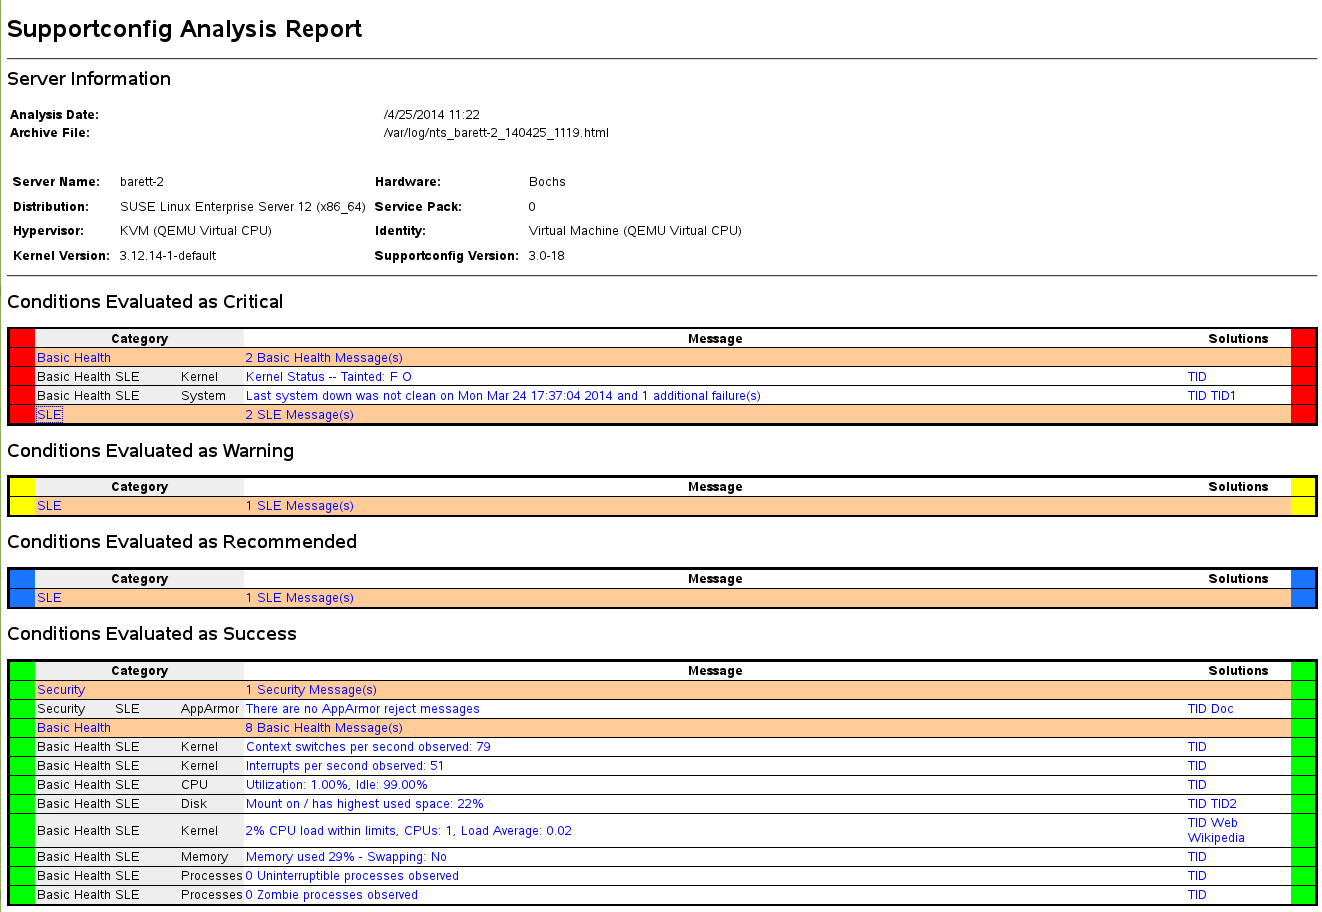 Supportconfig Analysis Report
Server Information
Analysis Date: /4/25/2014 11:22
Archive File: /var/log/nts_barett-2_140425_1119.html
Server Name: barett-2 Hardware: Bochs
Distribution: SUSE Linux Enterprise Server 12 (x86_64) Service Pack: 0
Hypervisor: KVM (QEMU Virtual CPU) Identity: Virtual Machine (QEMU Virtual CPU)
Kernel Version: 3.12.14-1-default Supportconfig Version: 3.0-18
Conditions Evaluated as Critical
Category Message Solutions
Basic Health 2 Basic Health Message(s)
Basic Health SLE Kernel Kernel Status -- Tainted: F O TID
Basic Health SLE System Last system down was not clean on Mon Mar 24 17:37:04 2014 and 1 additional failure(s) TID TID1
SLE 2 SLE Message(s)
Conditions Evaluated as Warning
Category Message Solutions
SLE 1 SLE Message(s)
Conditions Evaluated as Recommended
Category Message Solutions
SLE 1 SLE Message(s)
Conditions Evaluated as Success
Category Message Solutions
Security 1 Security Message(s)
Security SLE AppArmor There are no AppArmor reject messages TID Doc
Basic Health 8 Basic Health Message(s)
Basic Health SLE Kernel Context switches per second observed: 79 TID
Basic Health SLE Kernel Interrupts per second observed: 51 TID
Basic Health SLE CPU Utilization: 1.00%, Idle: 99.00% TID
Basic Health SLE Disk Mount on / has highest used space: 22% TID TID2
Basic Health SLE Kernel 2% CPU load within limits, CPUs: 1, Load Average: 0.02 TID Web
Wikipedia
Basic Health SLE Memory Memory used 29% - Swapping: No TID
Basic Health SLE Processes 0 Uninterruptible processes observed TID
Basic Health SLE Processes 0 Zombie processes observed TID